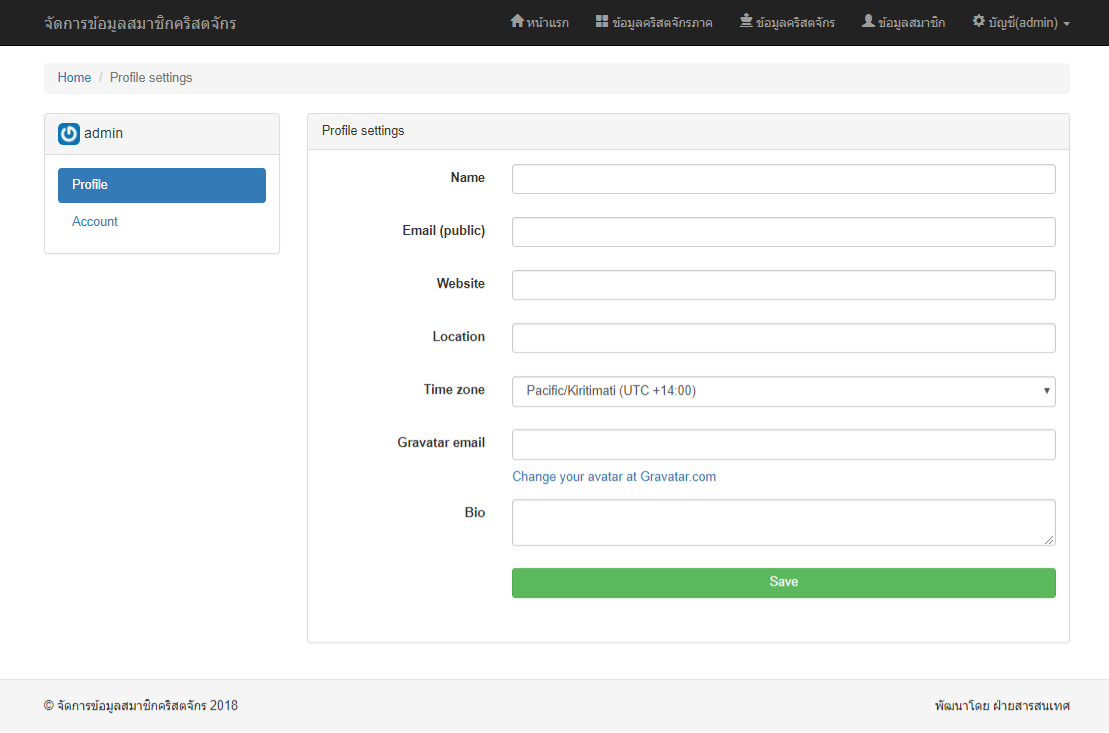 จัดการข้อมูลสมาชิกคริสตจักร หน้าแรก ข้อมูลคริสตจักรภาค ข้อมูลคริสตจักร ข้อมูลสมาชิก บัญชี(admin)
Home / Profile settings
admin
Profile
Account
Profile settings
Name
Email (public)
Website
Location
Time zone Pacific/Kiritimati (UTC +14:00)
Gravatar email
Change your avatar at Gravatar.com
Bio
Save
© จัดการข้อมูลสมาชิกคริสตจักร 2018 พัฒนาโดย ฝ่ายสารสนเทศ